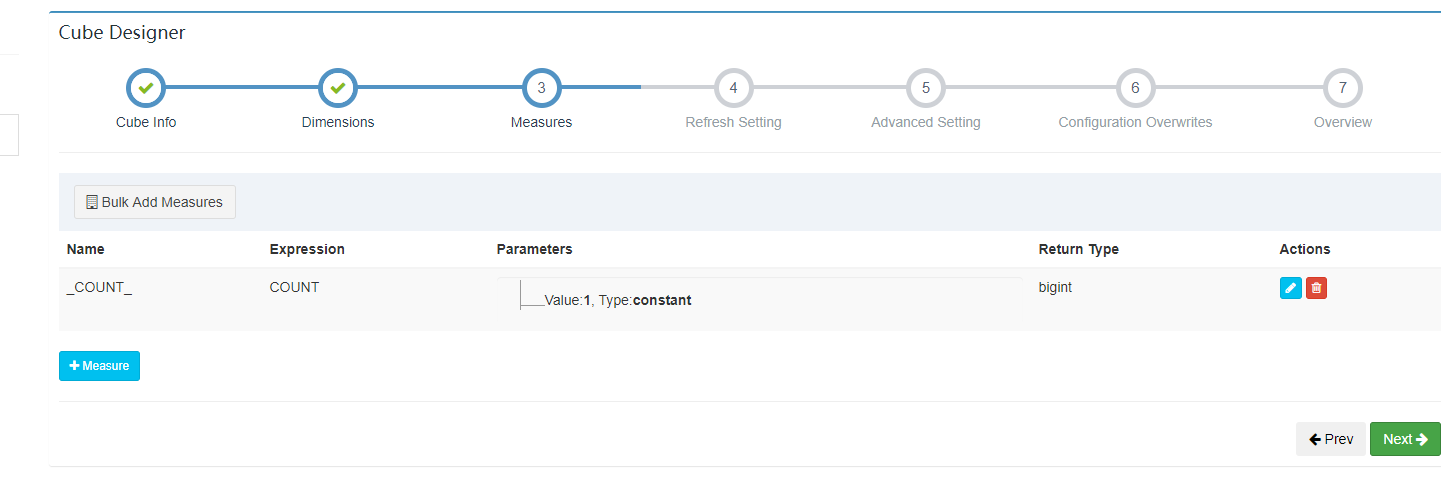 Cube Designer
3 4 5 6 7
Cube Info Dimensions Measures Refresh Setting Advanced Setting Configuration Overwrites Overview
Bulk Add Measures
Name Expression Parameters Return Type Actions
_COUNT_ COUNT Value:1, Type:constant bigint
+ Measure
Prev Next